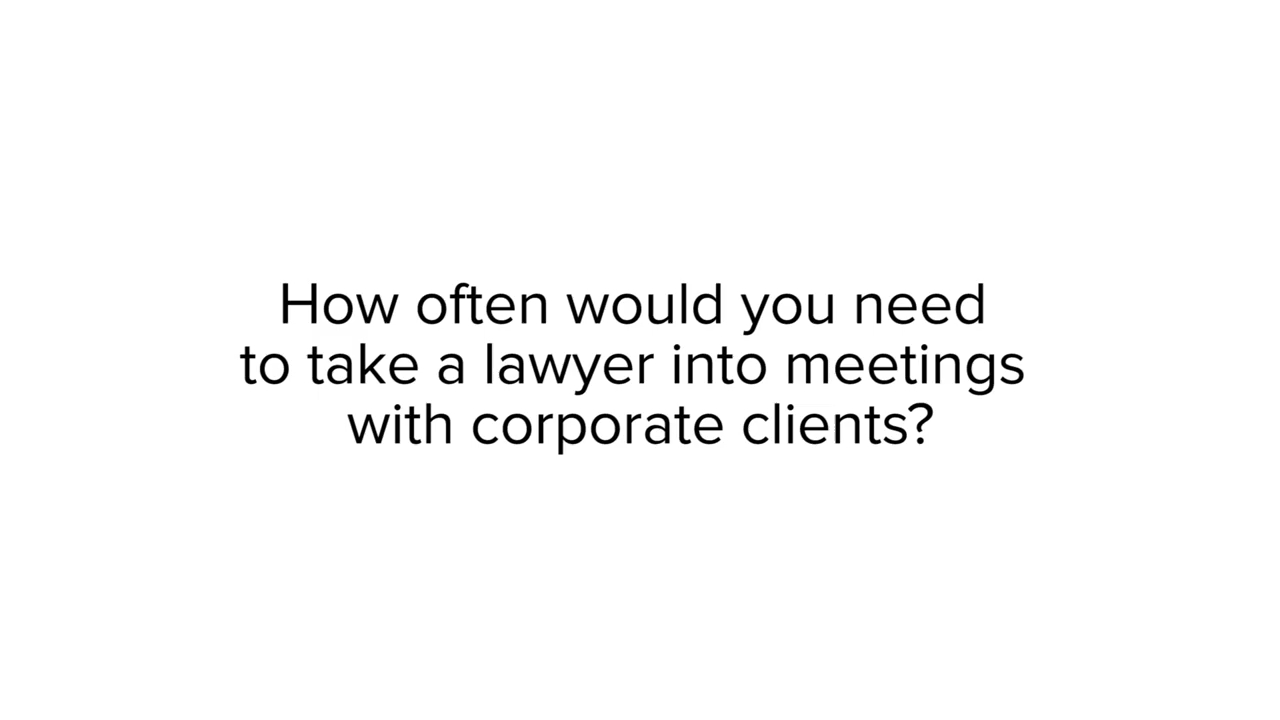 How often would you need
to take a lawyer into meetings
with corporate clients?